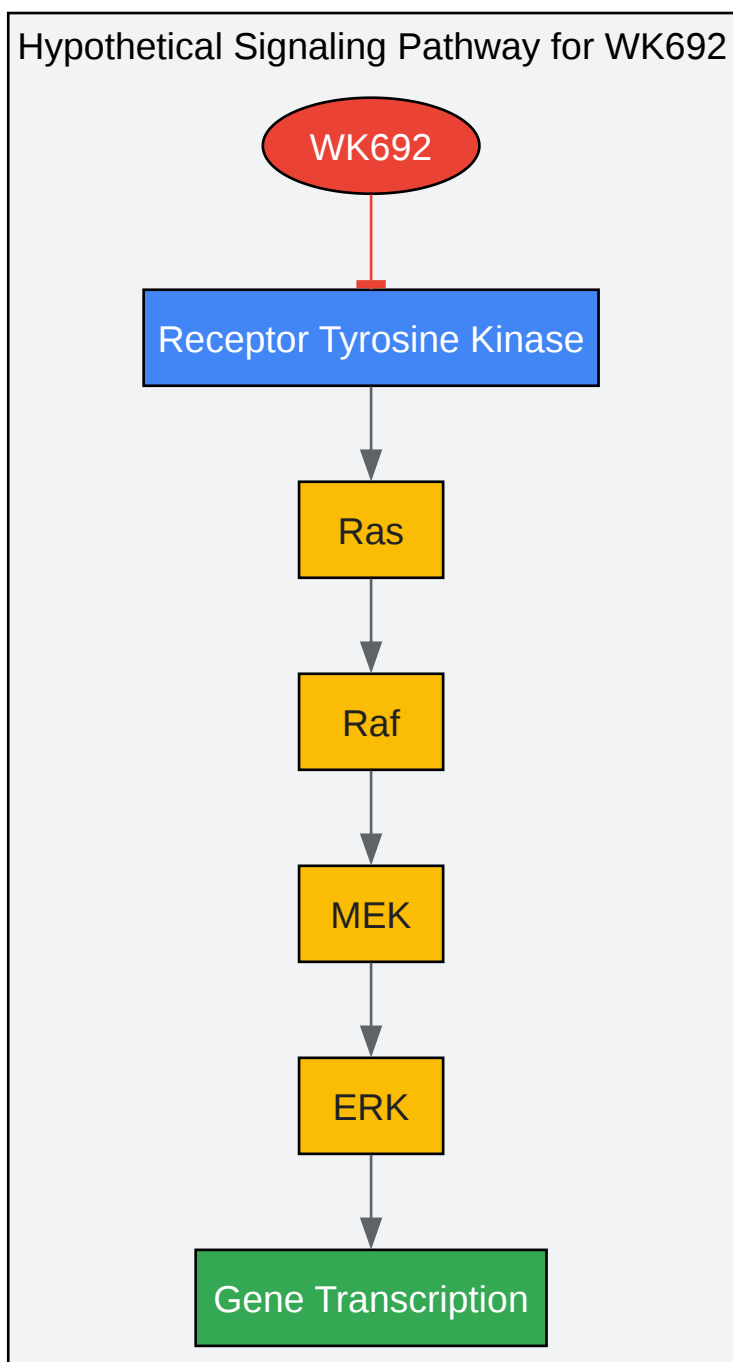 Hypothetical Signaling Pathway for WK692
WK692
Receptor Tyrosine Kinase
Ras
Raf
MEK
ERK
Gene Transcription